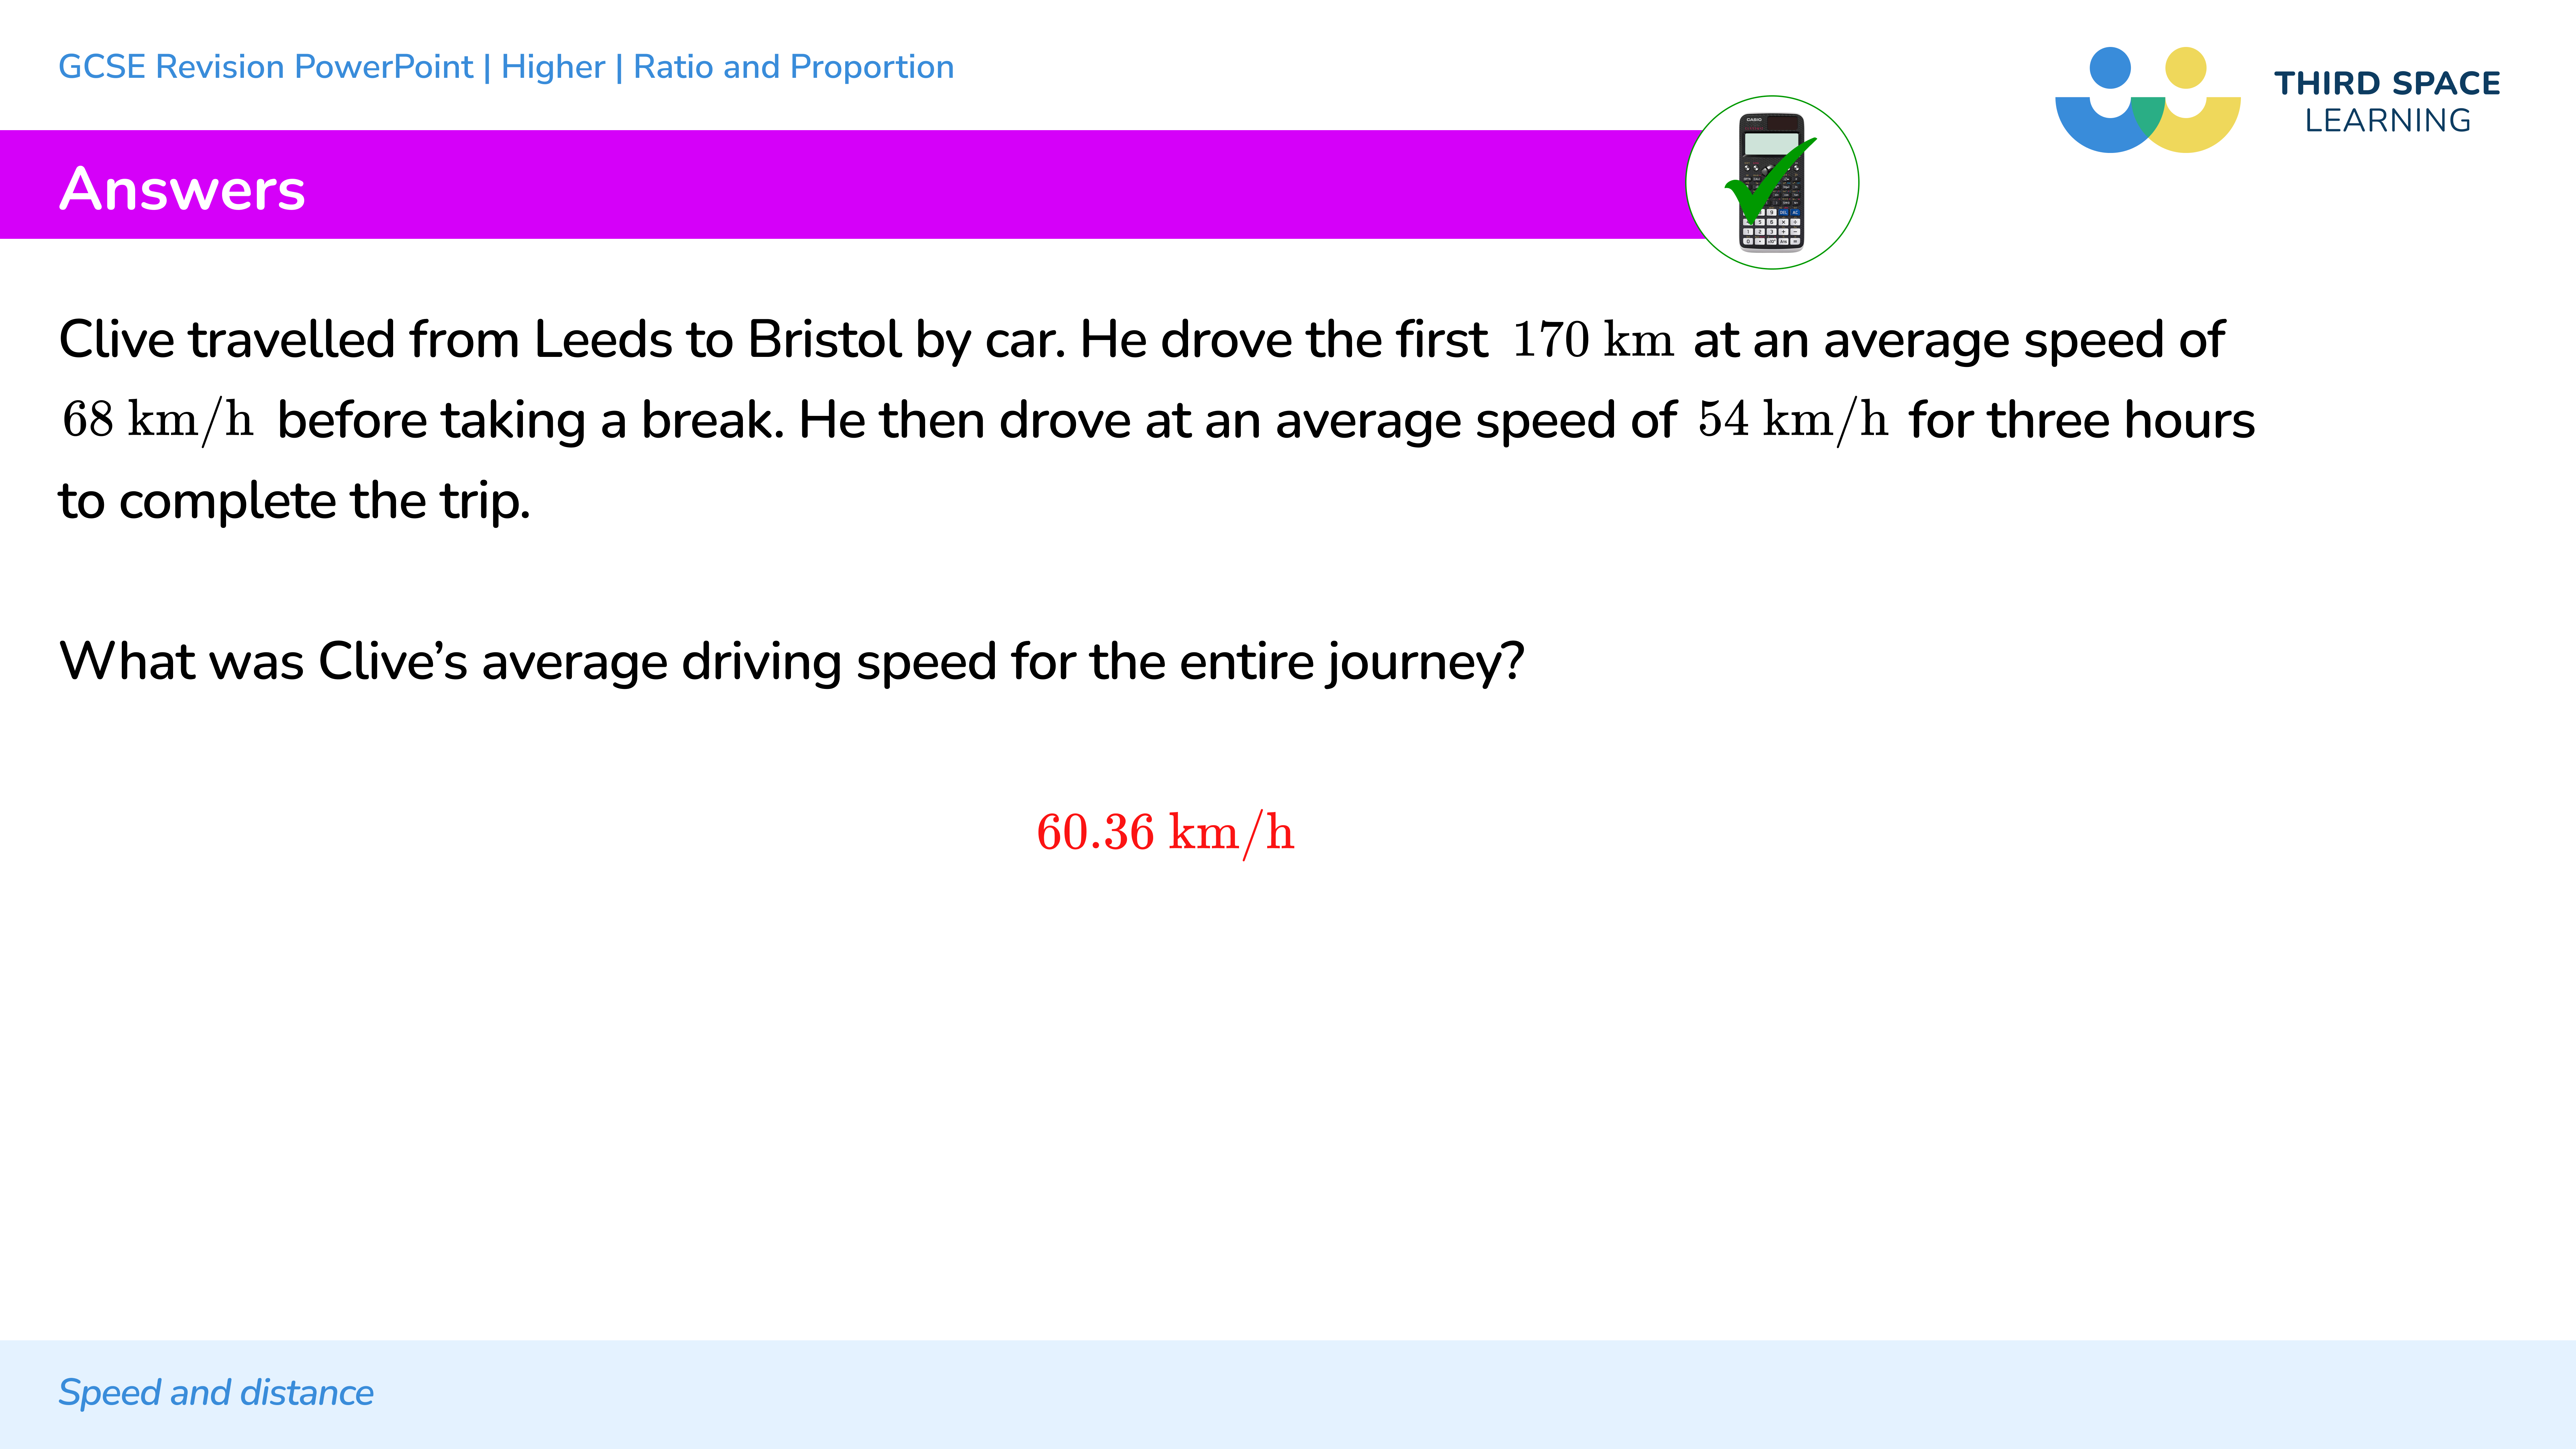 GCSE Revision PowerPoint | Higher | Ratio and Proportion
THIRD SPACE
LEARNING
Answers
CASIO
Clive travelled from Leeds to Bristol by car. He drove the first 170 km at an average speed of
68 km/h before taking a break. He then drove at an average speed of 54 km/h for three hours
to complete the trip.
What was Clive’s average driving speed for the entire journey?
60.36 km/h
Speed and distance